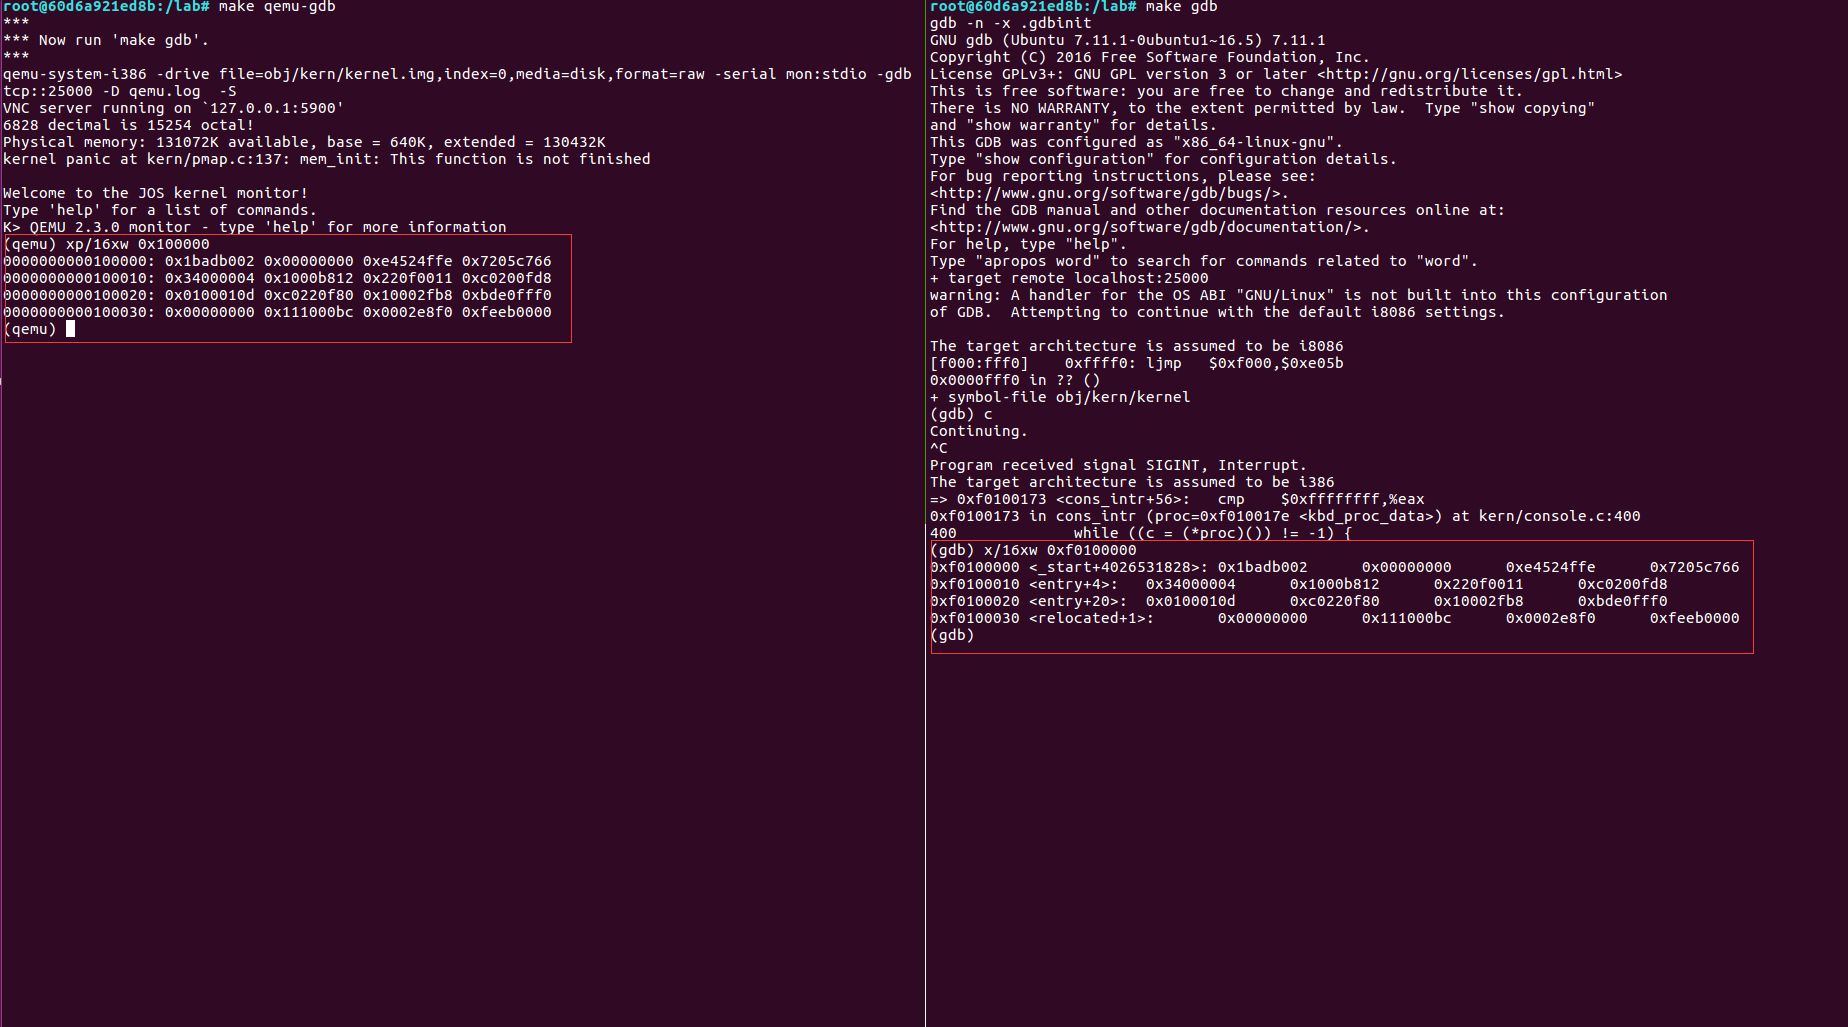 root@60d6a921ed8b:/lab# make qemu-gdb
***
*** Now run 'make gdb'.
***
qemu-system-i386 -drive file=obj/kern/kernel.img,index=0,media=disk,format=raw -serial mon:stdio -gdb
tcp::25000 -D qemu.log  -S
VNC server running on `127.0.0.1:5900'
6828 decimal is 15254 octal!
Physical memory: 131072K available, base = 640K, extended = 130432K
kernel panic at kern/pmap.c:137: mem_init: This function is not finished

Welcome to the JOS kernel monitor!
Type 'help' for a list of commands.
K> QEMU 2.3.0 monitor - type 'help' for more information
(qemu) xp/16xw 0x100000
0000000000100000: 0x1badb002 0x00000000 0xe4524ffe 0x7205c766
0000000000100010: 0x34000004 0x1000b812 0x220f0011 0xc0200fd8
0000000000100020: 0x0100010d 0xc0220f80 0x10002fb8 0xbde0fff0
0000000000100030: 0x00000000 0x111000bc 0x0002e8f0 0xfeeb0000
(qemu)
root@60d6a921ed8b:/lab# make gdb
gdb -n -x .gdbinit
GNU gdb (Ubuntu 7.11.1-0ubuntu1~16.5) 7.11.1
Copyright (C) 2016 Free Software Foundation, Inc.
License GPLv3+: GNU GPL version 3 or later <http://gnu.org/licenses/gpl.html>
This is free software: you are free to change and redistribute it.
There is NO WARRANTY, to the extent permitted by law.  Type "show copying"
and "show warranty" for details.
This GDB was configured as "x86_64-linux-gnu".
Type "show configuration" for configuration details.
For bug reporting instructions, please see:
<http://www.gnu.org/software/gdb/bugs/>.
Find the GDB manual and other documentation resources online at:
<http://www.gnu.org/software/gdb/documentation/>.
For help, type "help".
Type "apropos word" to search for commands related to "word".
+ target remote localhost:25000
warning: A handler for the OS ABI "GNU/Linux" is not built into this configuration
of GDB.  Attempting to continue with the default i8086 settings.

The target architecture is assumed to be i8086
[f000:fff0]    0xffff0: ljmp   $0xf000,$0xe05b
0x0000fff0 in ?? ()
+ symbol-file obj/kern/kernel
(gdb) c
Continuing.
^C
Program received signal SIGINT, Interrupt.
The target architecture is assumed to be i386
=> 0xf0100173 <cons_intr+56>:   cmp    $0xffffffff,%eax
0xf0100173 in cons_intr (proc=0xf010017e <kbd_proc_data>) at kern/console.c:400
400             while ((c = (*proc)()) != -1) {
(gdb) x/16xw 0xf0100000
0xf0100000 <_start+4026531828>: 0x1badb002      0x00000000      0xe4524ffe      0x7205c766
0xf0100010 <entry+4>:   0x34000004      0x1000b812      0x220f0011      0xc0200fd8
0xf0100020 <entry+20>:  0x0100010d      0xc0220f80      0x10002fb8      0xbde0fff0
0xf0100030 <relocated+1>:       0x00000000      0x111000bc      0x0002e8f0      0xfeeb0000
(gdb)